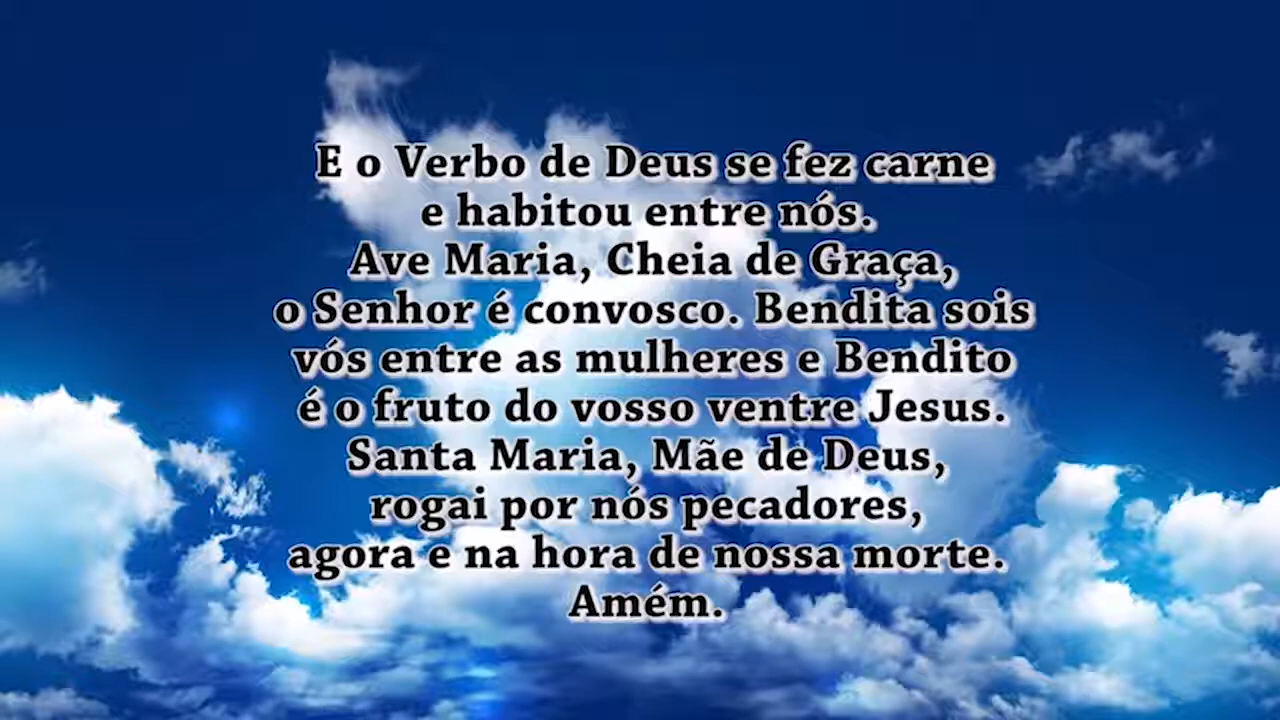 E o Verbo de Deus se fez carne
e habitou entre nós.
Ave Maria, Cheia de Graça,
o Senhor é convosco. Bendita sois
vós entre as mulheres e Bendito
é o fruto do vosso ventre Jesus.
Santa Maria, Mãe de Deus,
rogai por nós pecadores,
agora e na hora de nossa morte.
Amém.